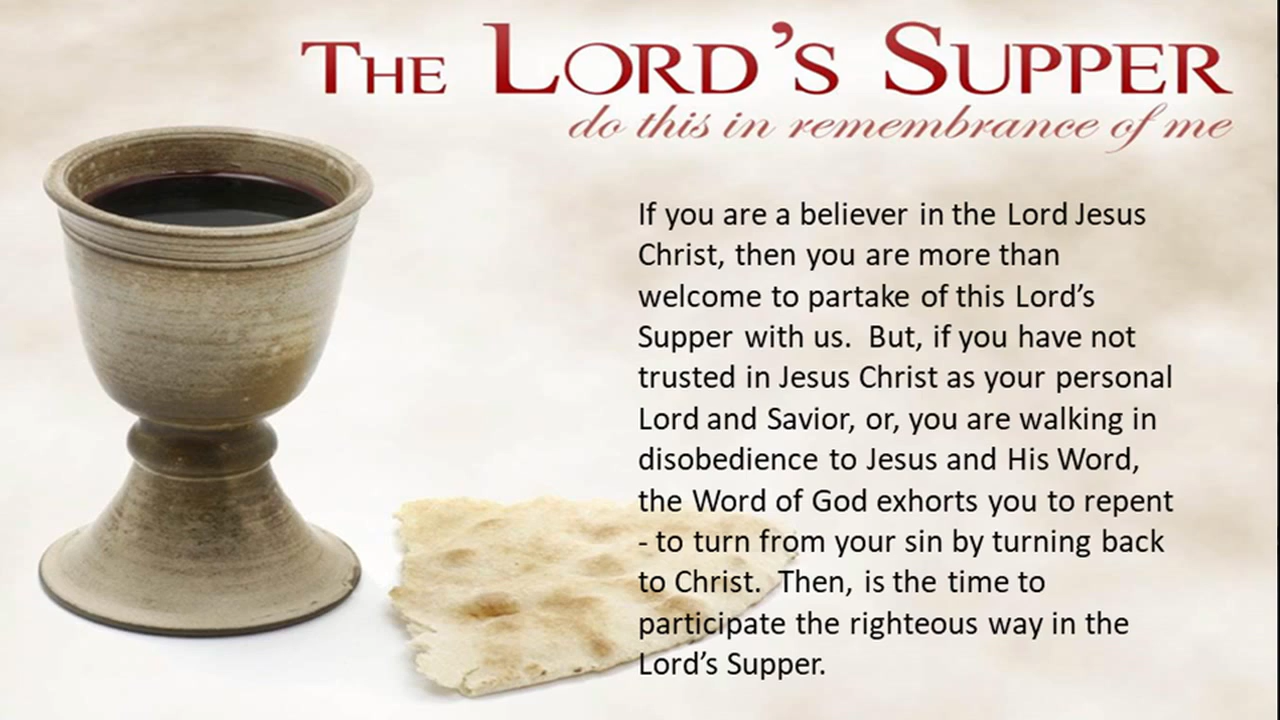 THE LORD'S SUPPER
do this in remembrance of me
If you are a believer in the Lord Jesus
Christ, then you are more than
welcome to partake of this Lord's
Supper with us.  But, if you have not
trusted in Jesus Christ as your personal
Lord and Savior, or, you are walking in
disobedience to Jesus and His Word,
the Word of God exhorts you to repent
- to turn from your sin by turning back
to Christ.  Then, is the time to
participate the righteous way in the
Lord's Supper.